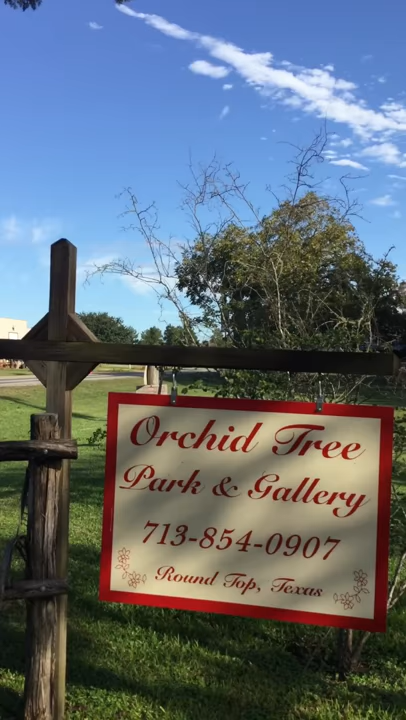 Orchid Tree
Park & Gallery
713-854-0907
Round Top, Texas